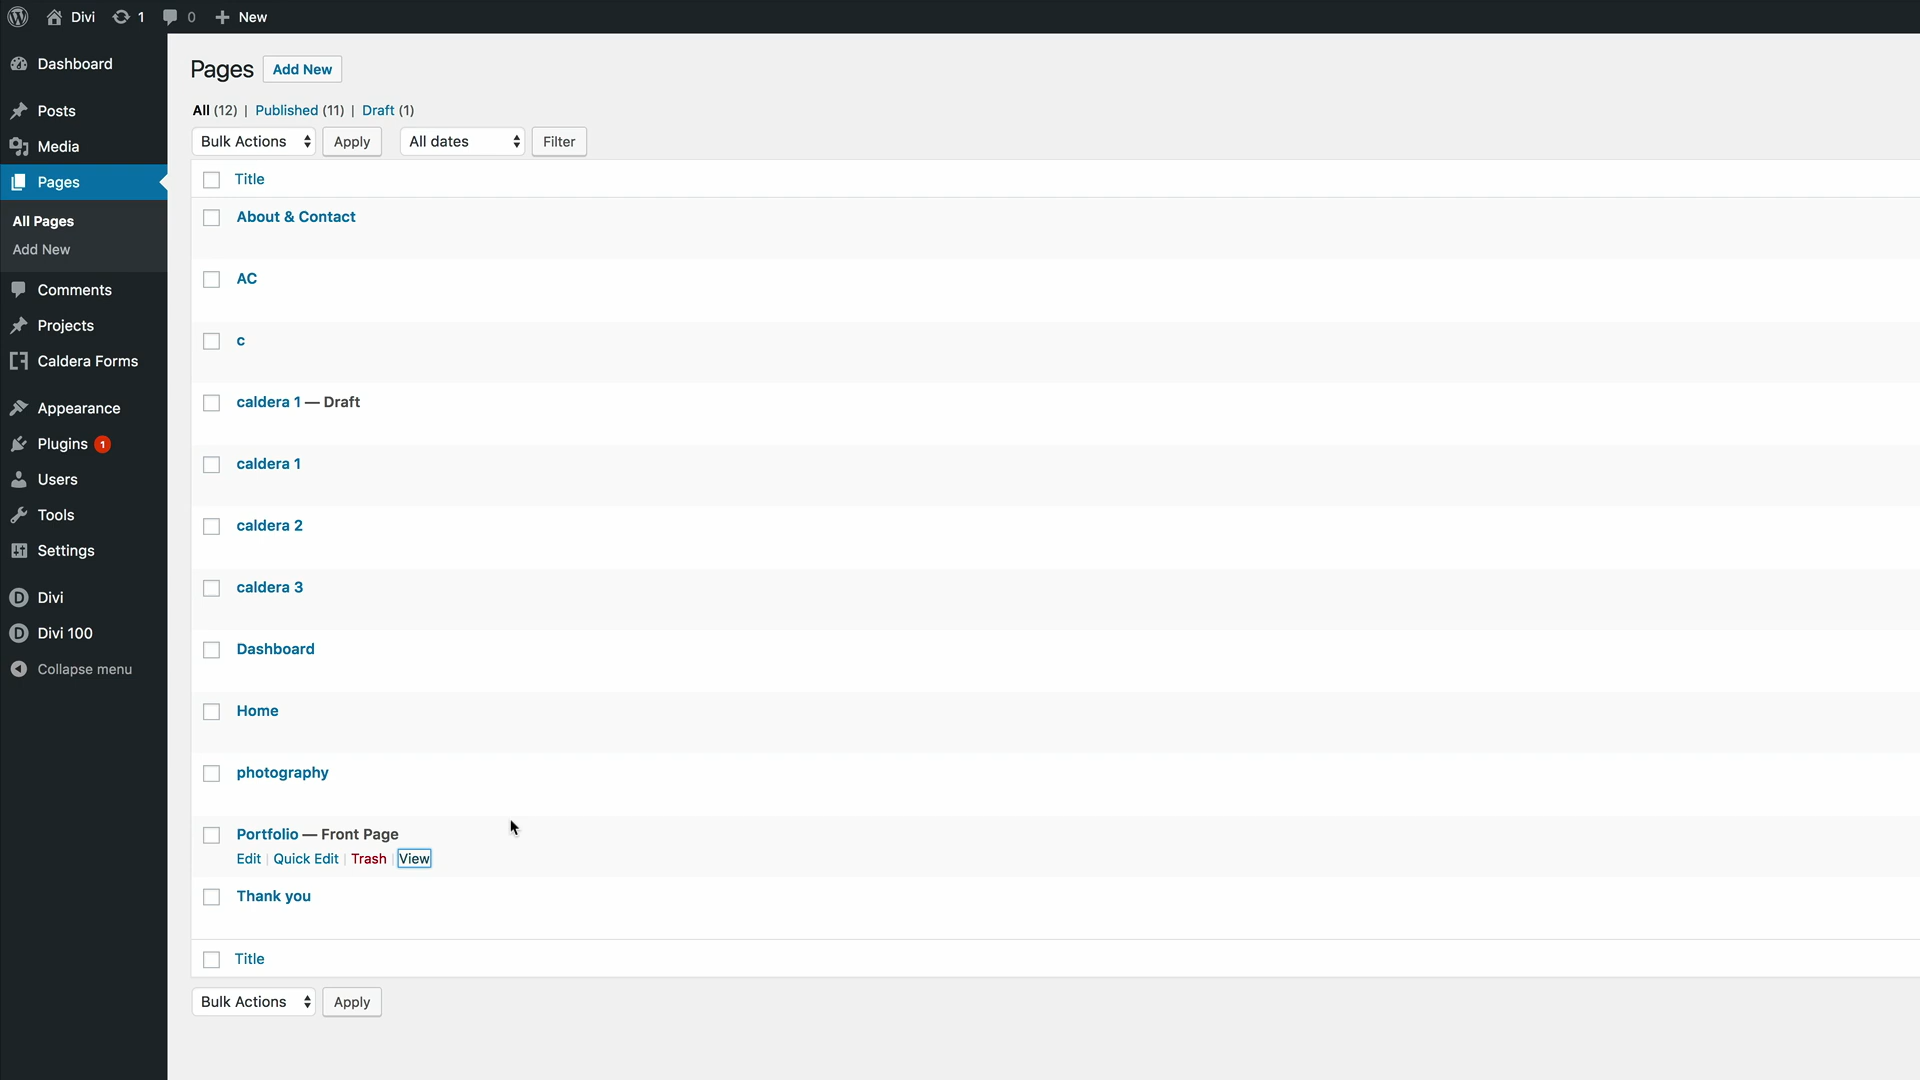 Divi 1 0 New
Dashboard
Posts
Media
Pages
All Pages
Add New
Comments
Projects
Caldera Forms
Appearance
Plugins 1
Users
Tools
Settings
Divi
Divi 100
Collapse menu
Pages Add New
All (12) | Published (11) | Draft (1)
Bulk Actions Apply All dates Filter
Title
About & Contact
AC
c
caldera 1 — Draft
caldera 1
caldera 2
caldera 3
Dashboard
Home
photography
Portfolio — Front Page
Edit | Quick Edit | Trash | View
Thank you
Title
Bulk Actions Apply